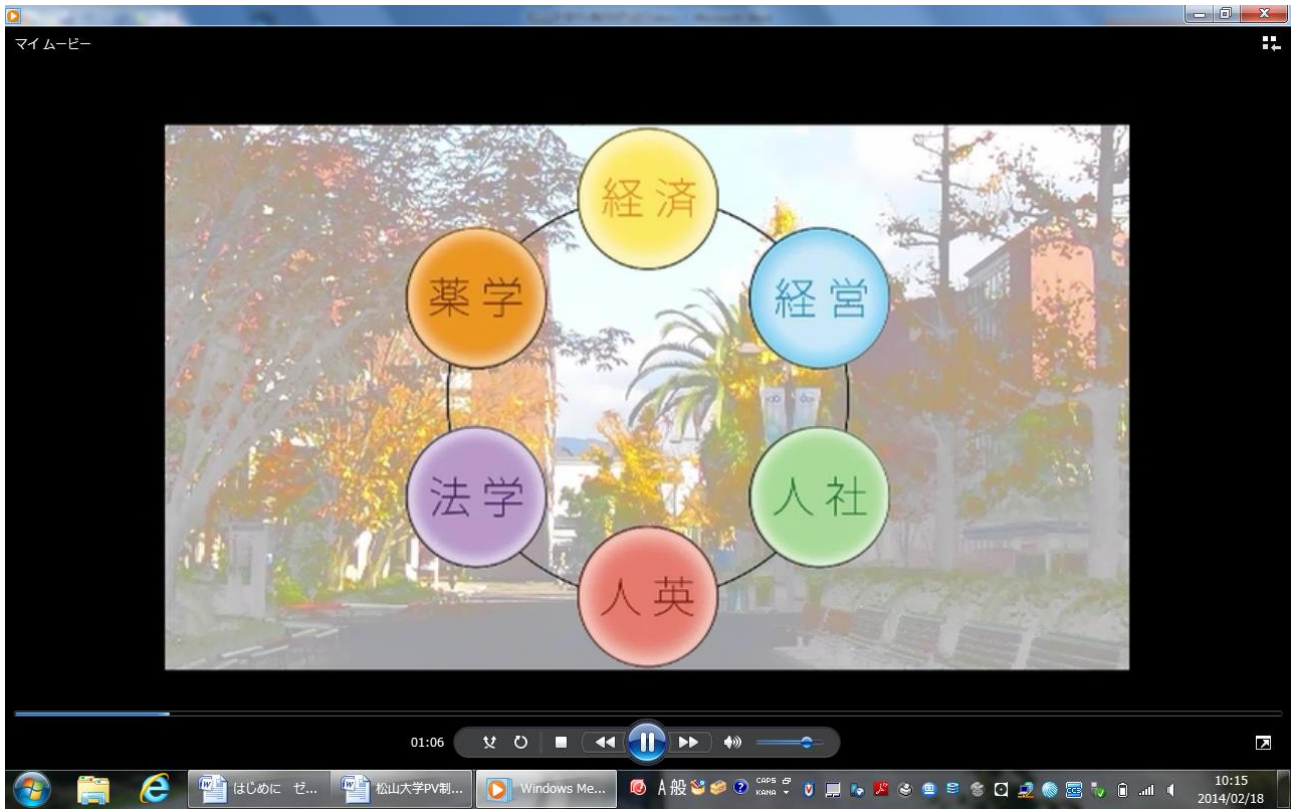 マイ ムービー
経済
薬学
経営
法学
人社
人英
01:06
はじめに ゼ...
松山大学PV制...
Windows Me...
A 般
CAPS
KANA
10:15
2014/02/18